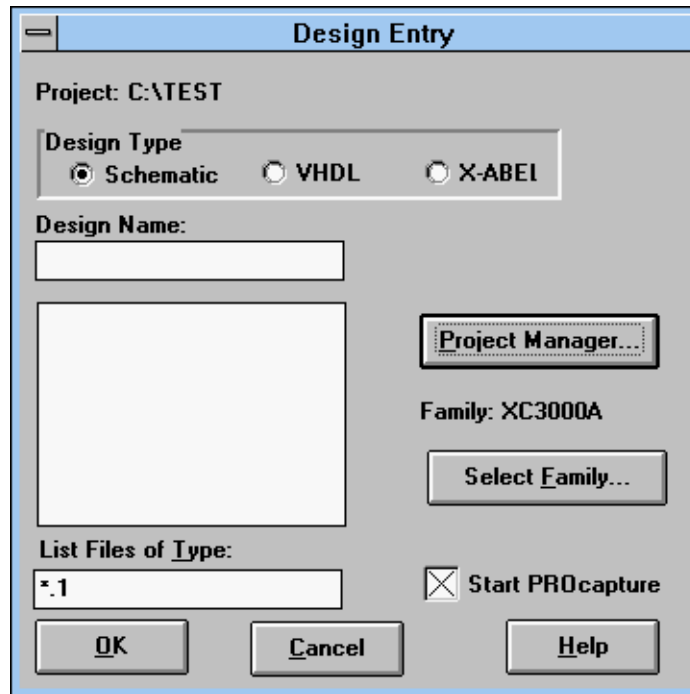 Design Entry
Project: C:\TEST
Design Type
Schematic VHDL X-ABEL
Design Name:
Project Manager...
Family: XC3000A
Select Family...
List Files of Type:
*.1
Start PROcapture
OK Cancel Help